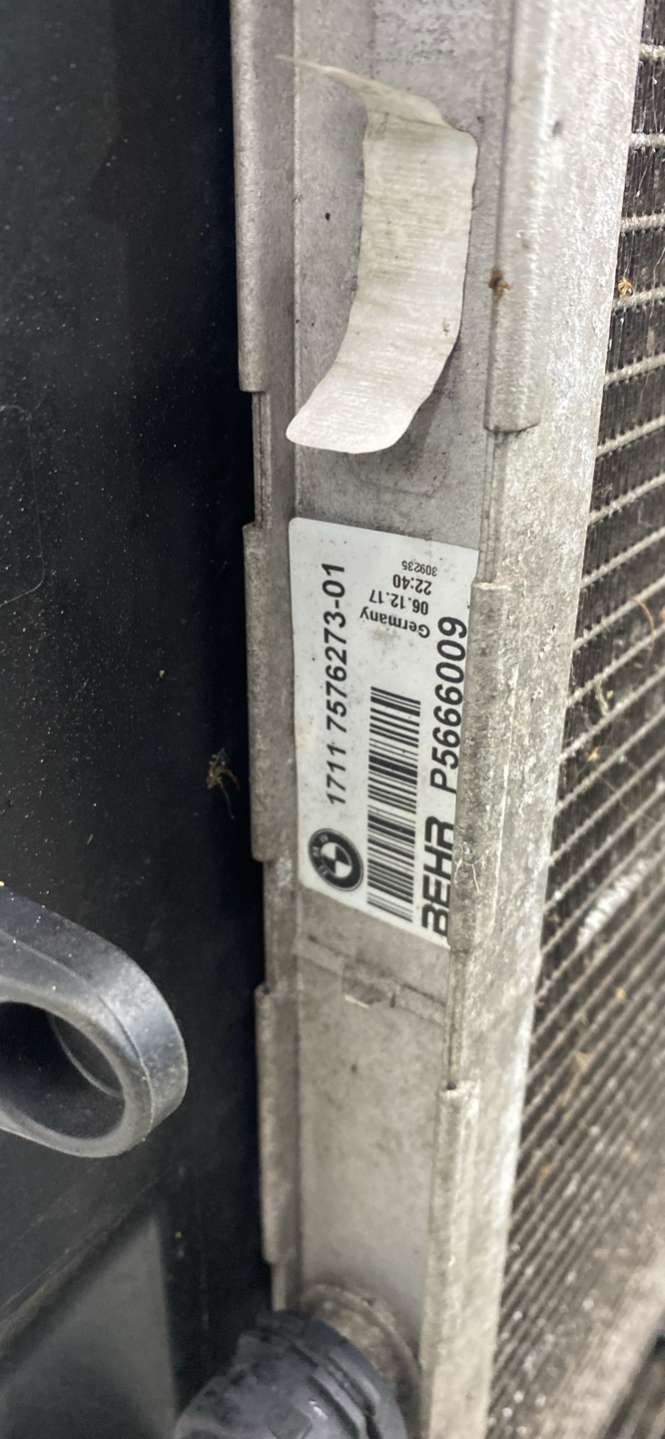 1711 7576273-01
Germany
06.12.17
22:40
309235
BEHR P5666009